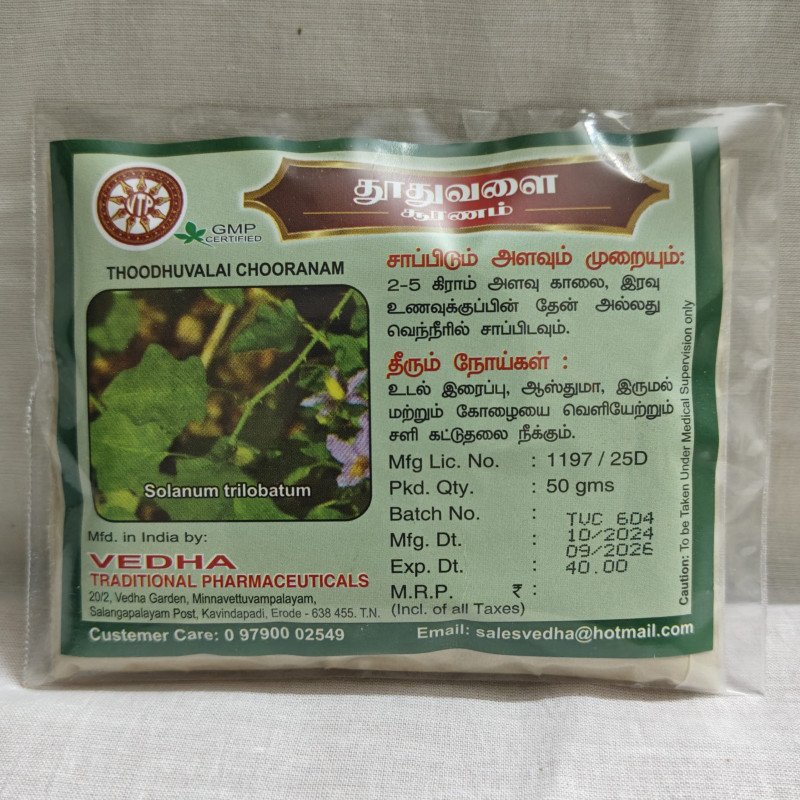 தூதுவளை
சூரணம்
VTP
GMP
CERTIFIED
THOODHUVALAI CHOORANAM
Solanum trilobatum
Mfd. in India by:
VEDHA
TRADITIONAL PHARMACEUTICALS
20/2, Vedha Garden, Minnavettuvampalayam,
Salangapalayam Post, Kavindapadi, Erode - 638 455. T.N.
சாப்பிடும் அளவும் முறையும்:
2-5 கிராம் அளவு காலை, இரவு
உணவுக்குப்பின் தேன் அல்லது
வெந்நீரில் சாப்பிடவும்.
தீரும் நோய்கள் :
உடல் இரைப்பு, ஆஸ்துமா, இருமல்
மற்றும் கோழையை வெளியேற்றும்
சளி கட்டுதலை நீக்கும்.
Mfg Lic. No. : 1197 / 25D
Pkd. Qty. : 50 gms
Batch No. : TVC 604
Mfg. Dt. : 10/2024
Exp. Dt. : 09/2026
M.R.P. ₹ : 40.00
(Incl. of all Taxes)
Caution: To be Taken Under Medical Supervision only
Custemer Care: 0 97900 02549
Email: salesvedha@hotmail.com